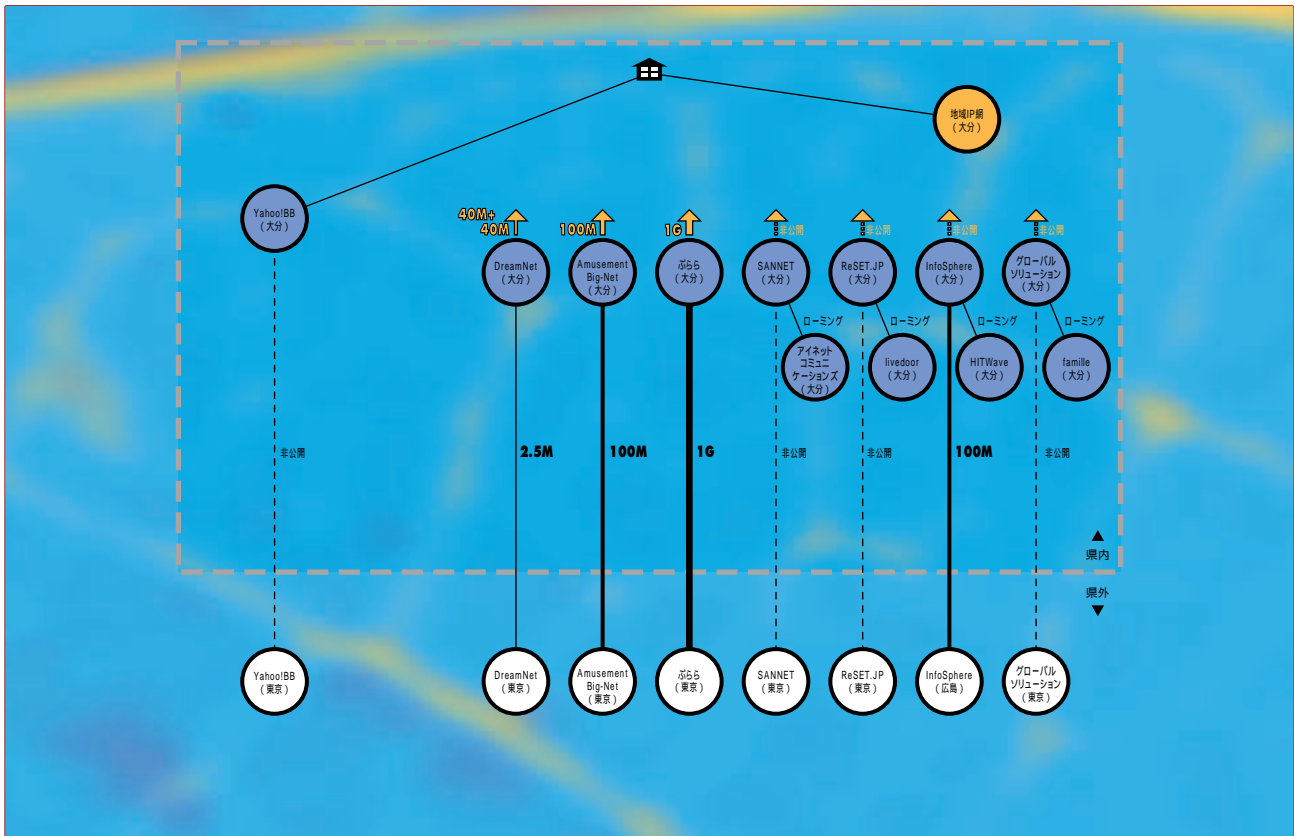 地域IP網
(大分)
Yahoo!BB
(大分)
40M+
40M
100M
1G
非公開
非公開
非公開
非公開
DreamNet
(大分)
Amusement
Big-Net
(大分)
ぷらら
(大分)
SANNET
(大分)
ReSET.JP
(大分)
InfoSphere
(大分)
グローバル
ソリューション
(大分)
ローミング
ローミング
ローミング
ローミング
アイネット
コミュニ
ケーションズ
(大分)
livedoor
(大分)
HITWave
(大分)
famille
(大分)
非公開
2.5M
100M
1G
非公開
非公開
100M
非公開
▲
県内
県外
▼
Yahoo!BB
(東京)
DreamNet
(東京)
Amusement
Big-Net
(東京)
ぷらら
(東京)
SANNET
(東京)
ReSET.JP
(東京)
InfoSphere
(広島)
グローバル
ソリューション
(東京)